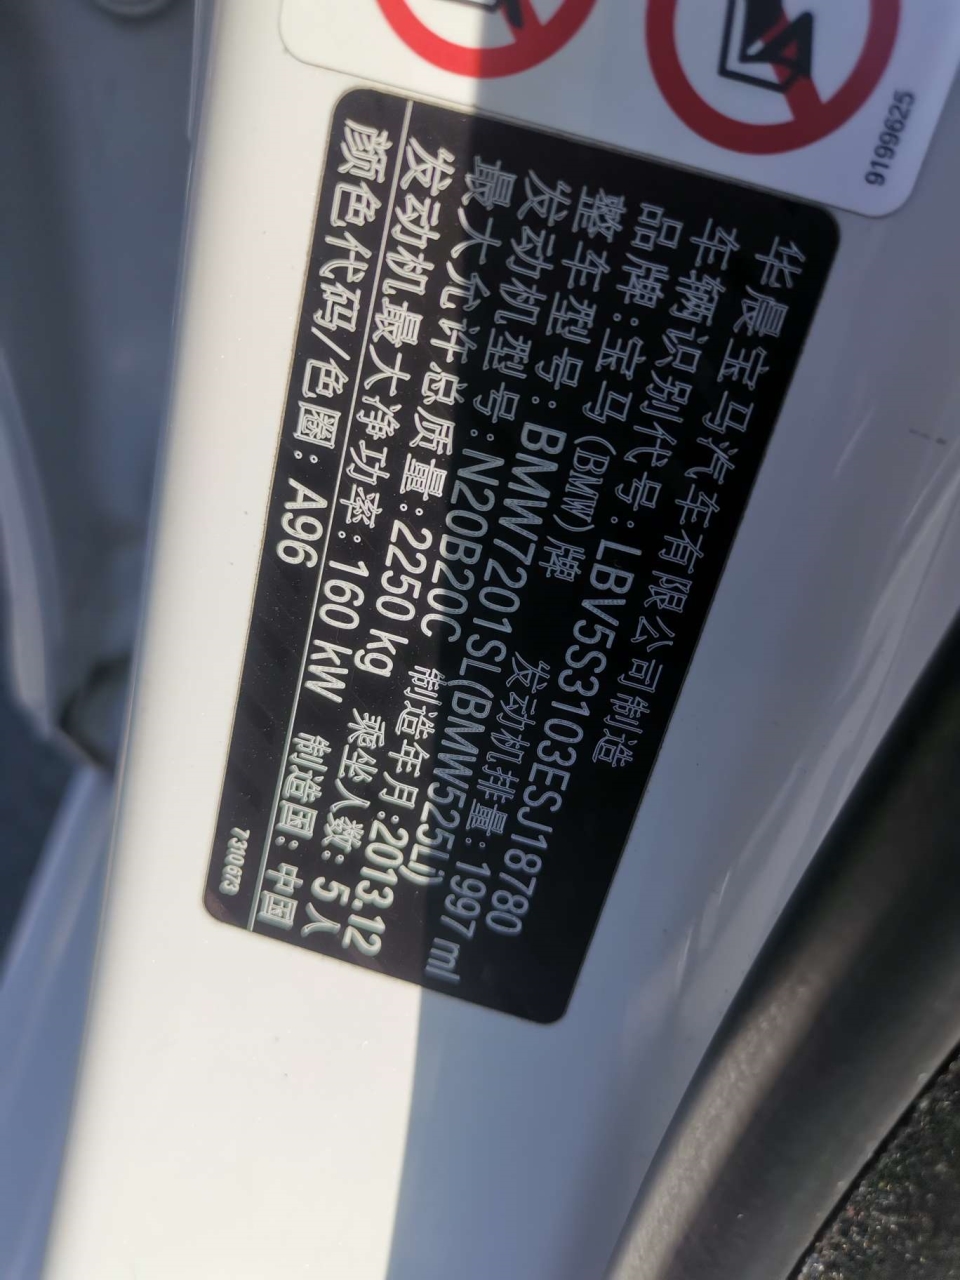 9199625
华晨宝马汽车有限公司制造
车辆识别代号：LBV5S3103ESJ18780
品牌：宝马（BMW）牌 发动机排量：1997 ml
整车型号：BMW7201SL(BMW525Li)
发动机型号：N20B20C 制造年月：2013.12
最大允许总质量：2250 kg 乘坐人数：5人
发动机最大净功率：160 kW 制造国：中国
颜色代码/色圈：A96
7310673